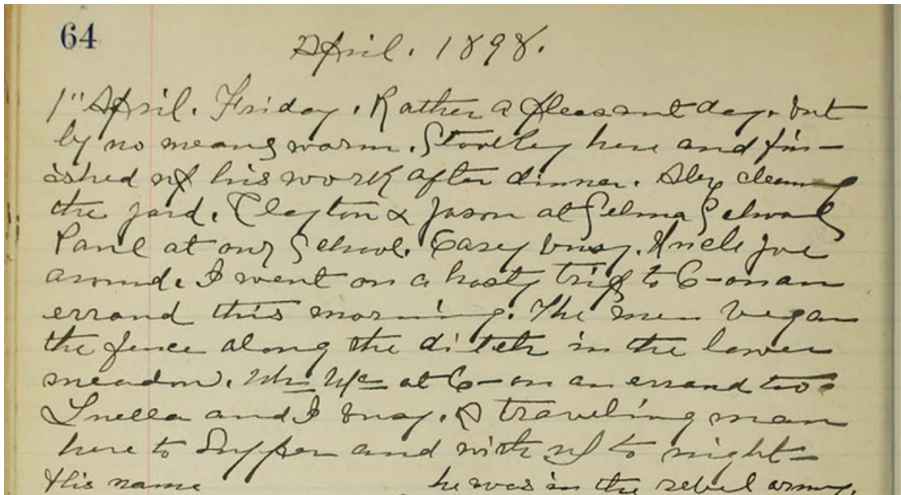 64
April. 1898.
1" April. Friday. Rather a pleasant day. but
by no means warm. Stoolley here and fin-
ished up his work after dinner. Alex cleaning
the yard. Clayton & Jason at Selma School
Paul at our School. Casey busy. Uncle Joe
around. I went on a hasty trip to C- on an
errand this morning. The men began
the fence along the ditch in the lower
meadow. Mr. Mc at C- on an errand too.
Luella and I busy. A traveling man
here to Supper and with us to night-
His name he was in the rebel army.